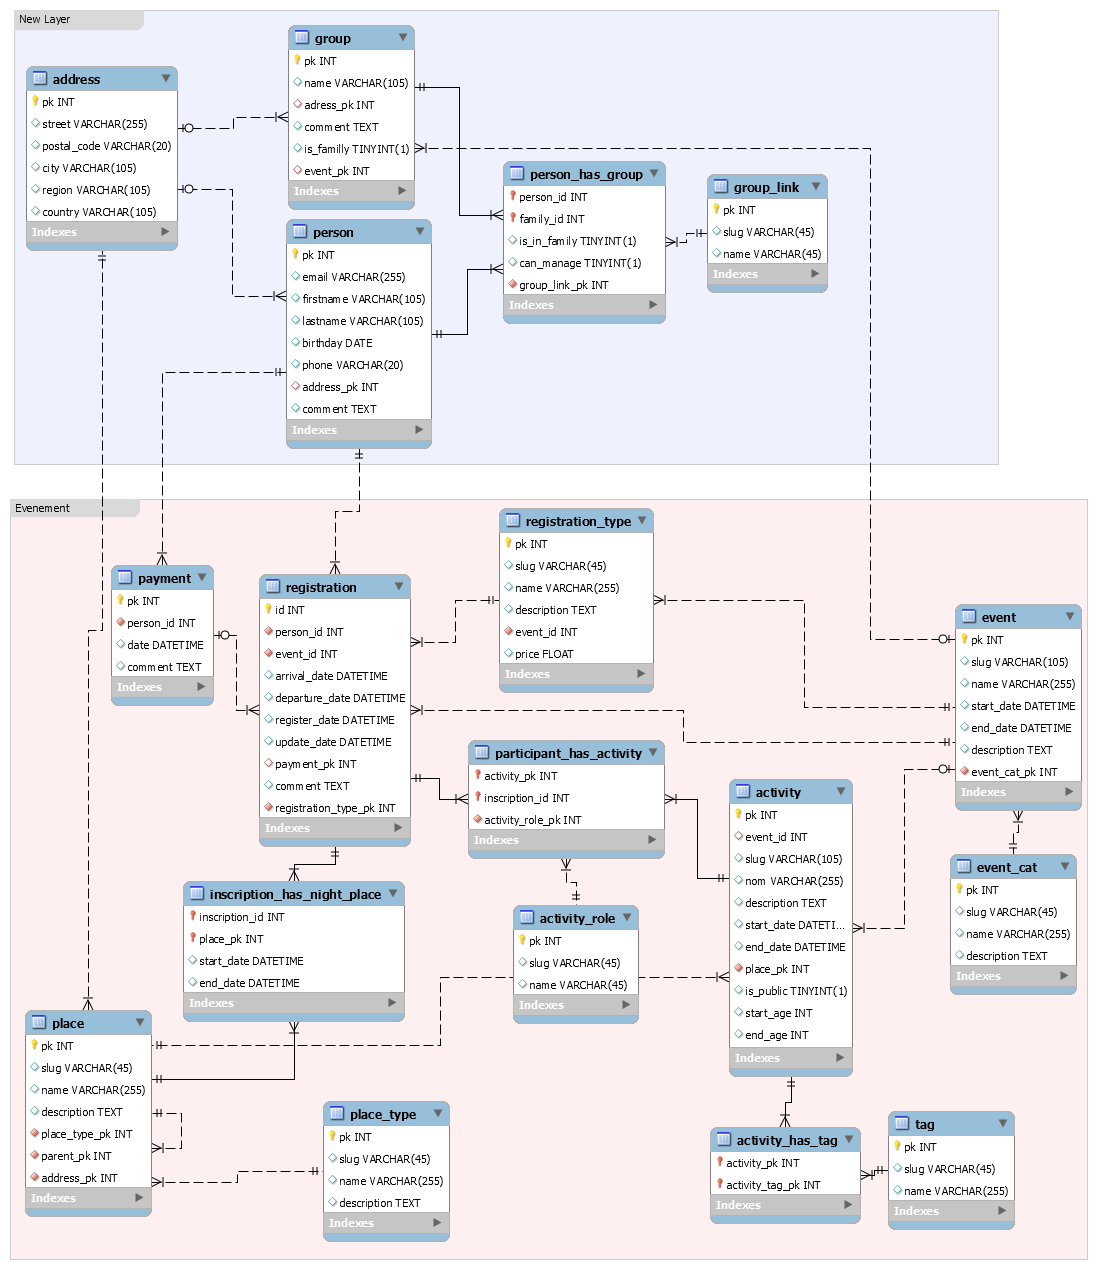 New Layer
group
pk INT
name VARCHAR(105)
adress_pk INT
comment TEXT
is_familly TINYINT(1)
event_pk INT
Indexes
address
pk INT
street VARCHAR(255)
postal_code VARCHAR(20)
city VARCHAR(105)
region VARCHAR(105)
country VARCHAR(105)
Indexes
person_has_group
person_id INT
family_id INT
is_in_family TINYINT(1)
can_manage TINYINT(1)
group_link_pk INT
Indexes
group_link
pk INT
slug VARCHAR(45)
name VARCHAR(45)
Indexes
person
pk INT
email VARCHAR(255)
firstname VARCHAR(105)
lastname VARCHAR(105)
birthday DATE
phone VARCHAR(20)
address_pk INT
comment TEXT
Indexes
Evenement
registration_type
pk INT
slug VARCHAR(45)
name VARCHAR(255)
description TEXT
event_id INT
price FLOAT
Indexes
payment
pk INT
person_id INT
date DATETIME
comment TEXT
Indexes
registration
id INT
person_id INT
event_id INT
arrival_date DATETIME
departure_date DATETIME
register_date DATETIME
update_date DATETIME
payment_pk INT
comment TEXT
registration_type_pk INT
Indexes
event
pk INT
slug VARCHAR(105)
name VARCHAR(255)
start_date DATETIME
end_date DATETIME
description TEXT
event_cat_pk INT
Indexes
participant_has_activity
activity_pk INT
inscription_id INT
activity_role_pk INT
Indexes
activity
pk INT
event_id INT
slug VARCHAR(105)
nom VARCHAR(255)
description TEXT
start_date DATETI...
end_date DATETIME
place_pk INT
is_public TINYINT(1)
start_age INT
end_age INT
Indexes
event_cat
pk INT
slug VARCHAR(45)
name VARCHAR(255)
description TEXT
Indexes
inscription_has_night_place
inscription_id INT
place_pk INT
start_date DATETIME
end_date DATETIME
Indexes
activity_role
pk INT
slug VARCHAR(45)
name VARCHAR(45)
Indexes
place
pk INT
slug VARCHAR(45)
name VARCHAR(255)
description TEXT
place_type_pk INT
parent_pk INT
address_pk INT
Indexes
place_type
pk INT
slug VARCHAR(45)
name VARCHAR(255)
description TEXT
Indexes
activity_has_tag
activity_pk INT
activity_tag_pk INT
Indexes
tag
pk INT
slug VARCHAR(45)
name VARCHAR(255)
Indexes